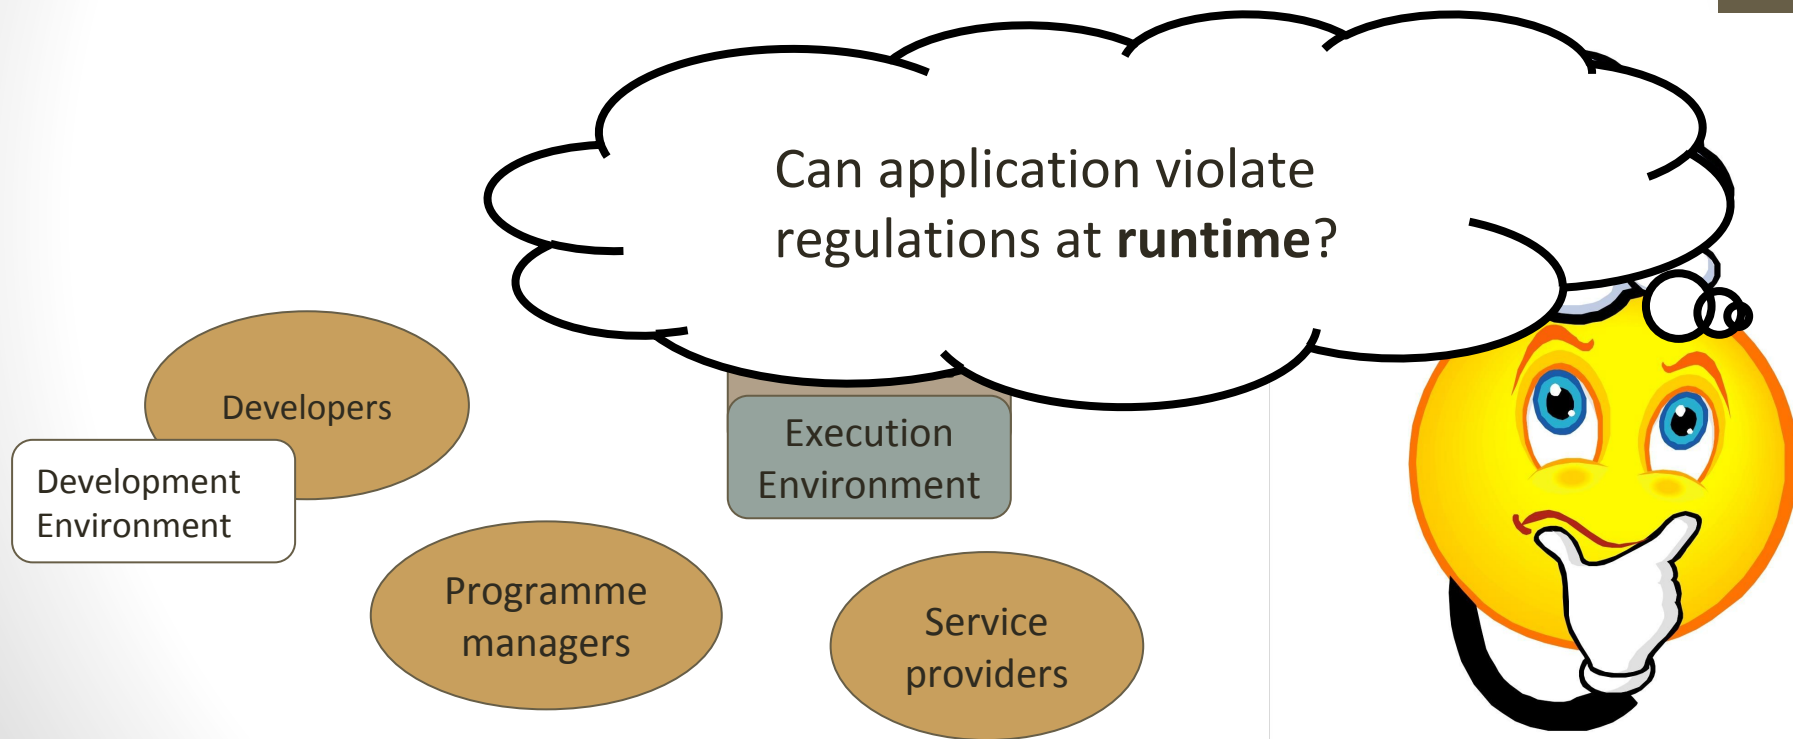 Can application violate
regulations at runtime?
Developers
Development
Environment
Execution
Environment
Programme
managers
Service
providers